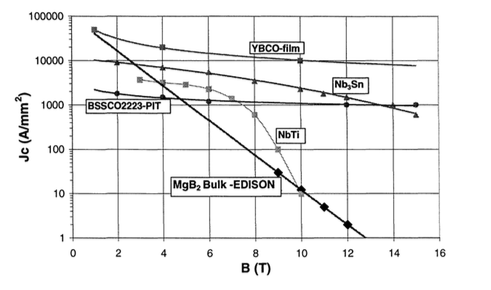 100000
10000
1000
100
10
1
Jc (A/mm²)
YBCO-film
Nb₃Sn
BSSCO2223-PIT
NbTi
MgB₂ Bulk -EDISON
0 2 4 6 8 10 12 14 16
B (T)